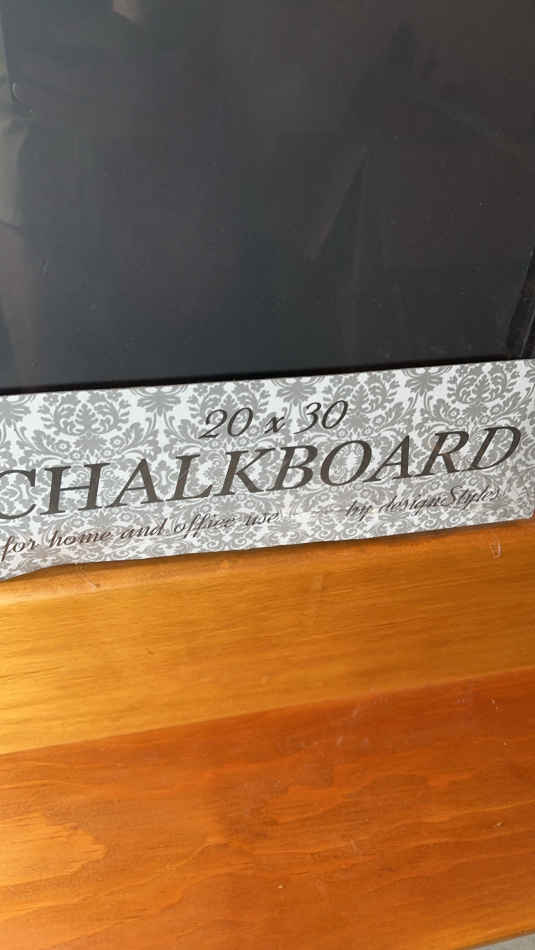 20 x 30
CHALKBOARD
for home and office use by designStyles